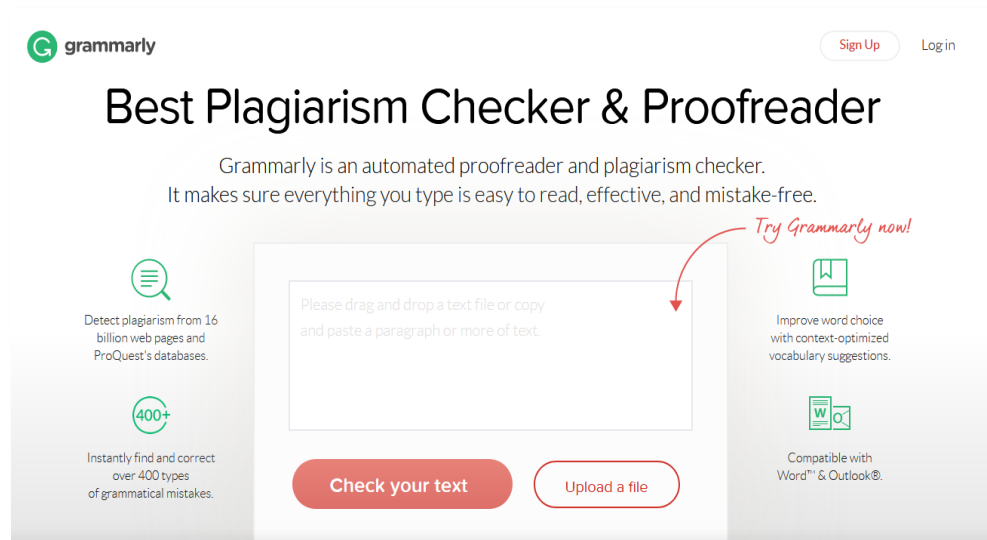 grammarly
Sign Up
Log in
Best Plagiarism Checker & Proofreader
Grammarly is an automated proofreader and plagiarism checker.
It makes sure everything you type is easy to read, effective, and mistake-free.
Try Grammarly now!
Detect plagiarism from 16
billion web pages and
ProQuest's databases.
400+
Instantly find and correct
over 400 types
of grammatical mistakes.
Please drag and drop a text file or copy
and paste a paragraph or more of text.
Check your text
Upload a file
Improve word choice
with context-optimized
vocabulary suggestions.
W
O
Compatible with
Word™ & Outlook®.